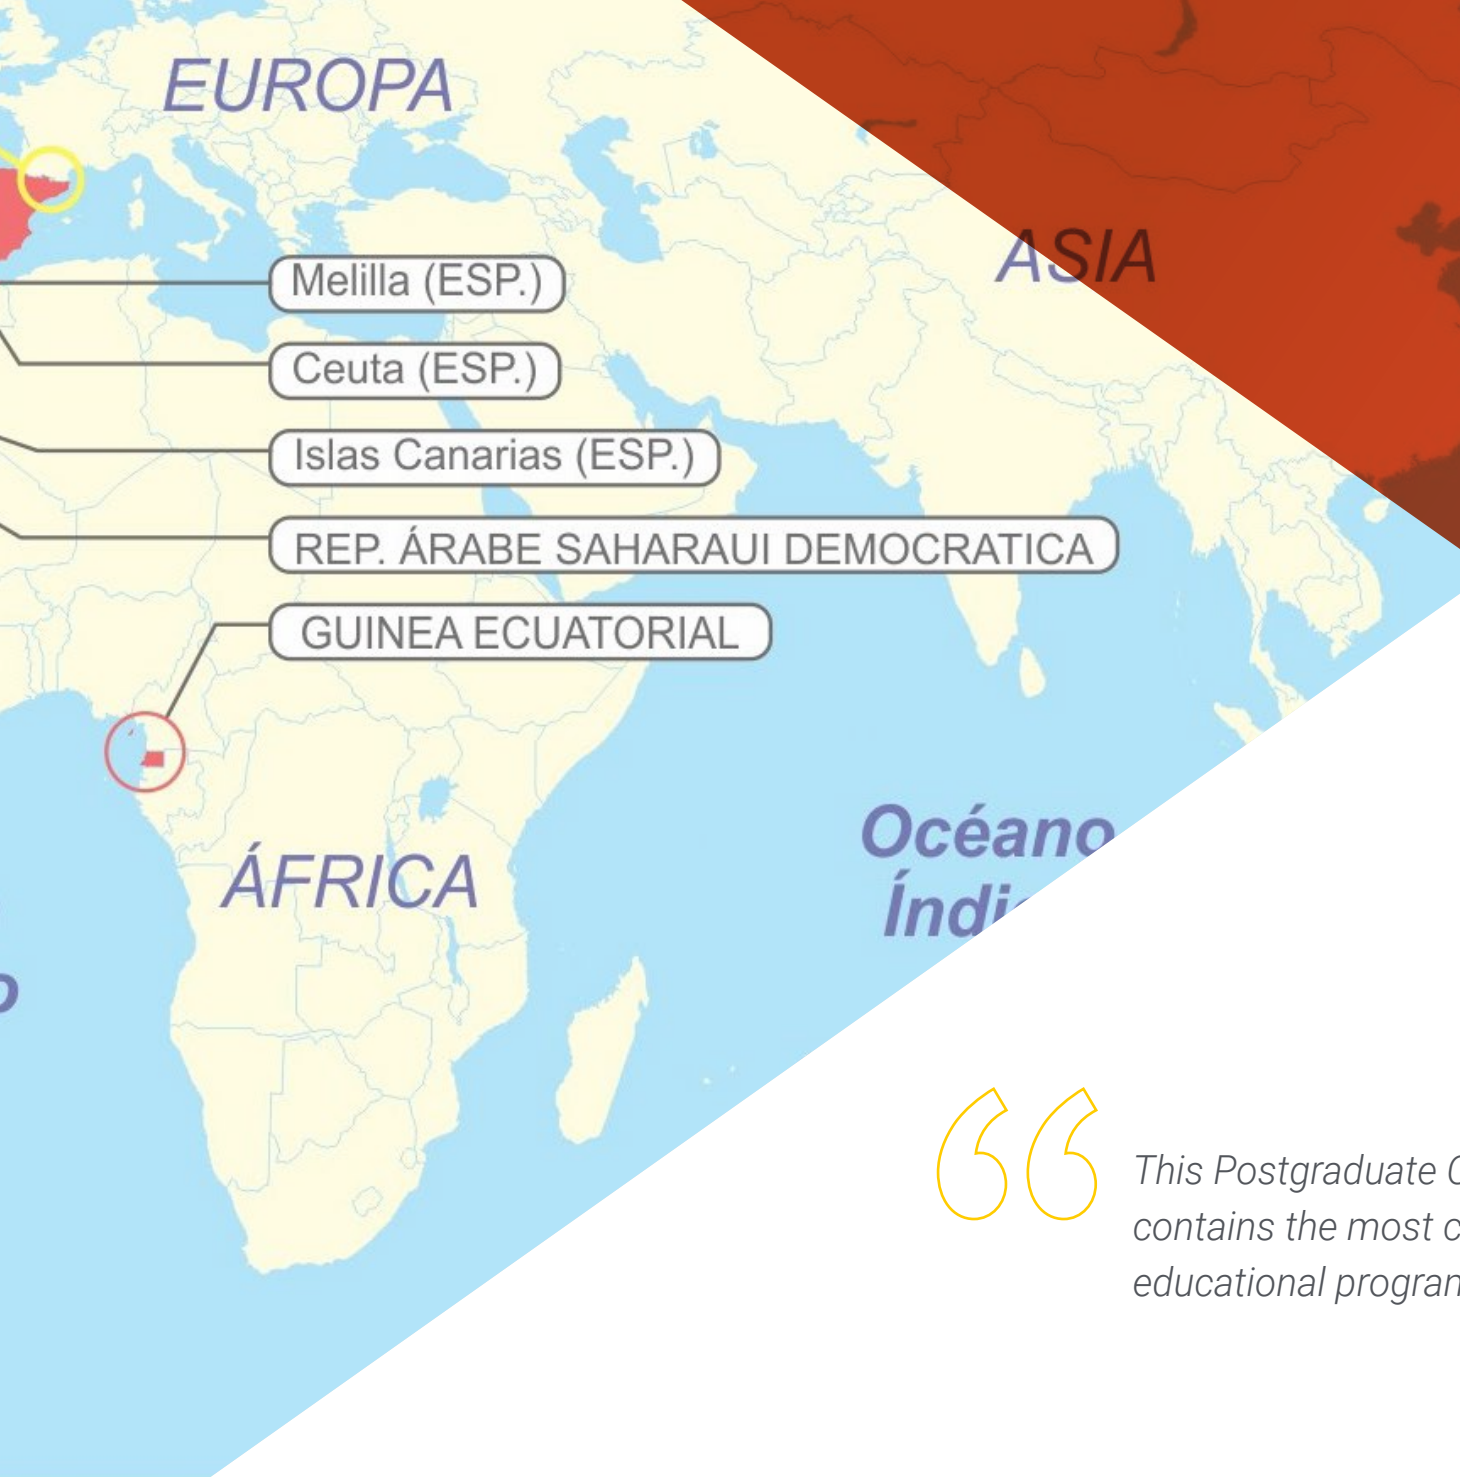 EUROPA
ASIA
Melilla (ESP.)
Ceuta (ESP.)
Islas Canarias (ESP.)
REP. ÁRABE SAHARAUI DEMOCRATICA
GUINEA ECUATORIAL
ÁFRICA
Océano
This Postgraduate
contains the most
educational